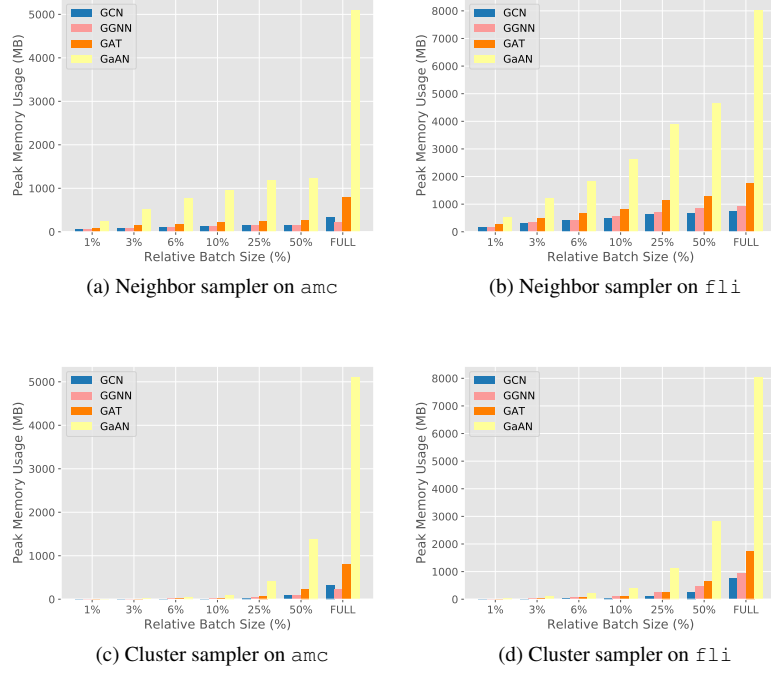 5000
4000
3000
2000
1000
0
Peak Memory Usage (MB)
GCN
GGNN
GAT
GaAN
1% 3% 6% 10% 25% 50% FULL
Relative Batch Size (%)
(a) Neighbor sampler on amc
8000
7000
6000
5000
4000
3000
2000
1000
0
Peak Memory Usage (MB)
GCN
GGNN
GAT
GaAN
1% 3% 6% 10% 25% 50% FULL
Relative Batch Size (%)
(b) Neighbor sampler on fli
5000
4000
3000
2000
1000
0
Peak Memory Usage (MB)
GCN
GGNN
GAT
GaAN
1% 3% 6% 10% 25% 50% FULL
Relative Batch Size (%)
(c) Cluster sampler on amc
8000
7000
6000
5000
4000
3000
2000
1000
0
Peak Memory Usage (MB)
GCN
GGNN
GAT
GaAN
1% 3% 6% 10% 25% 50% FULL
Relative Batch Size (%)
(d) Cluster sampler on fli